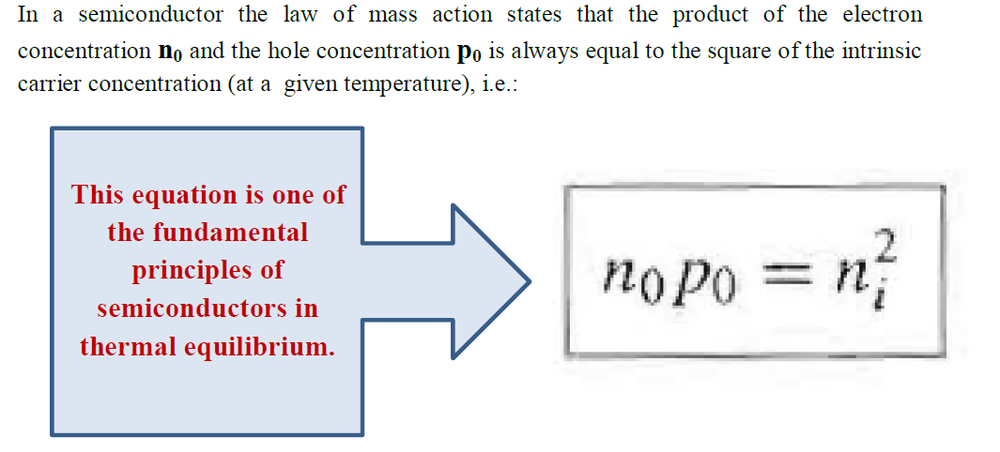 In a semiconductor the law of mass action states that the product of the electron
concentration n₀ and the hole concentration p₀ is always equal to the square of the intrinsic
carrier concentration (at a given temperature), i.e.:
This equation is one of
the fundamental
principles of
semiconductors in
thermal equilibrium.
n₀p₀ = nᵢ²